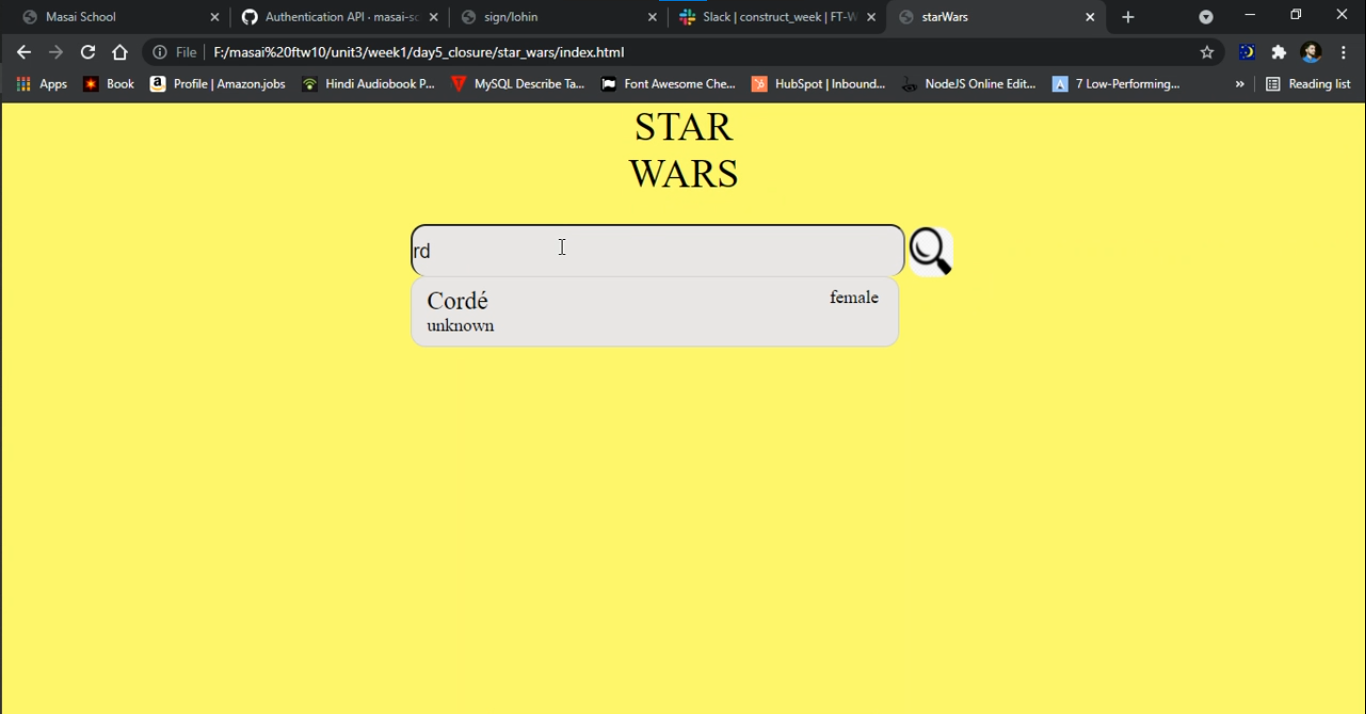 Masai School
Authentication API · masai-sc
sign/lohin
Slack | construct_week | FT-W
starWars
File
F:/masai%20ftw10/unit3/week1/day5_closure/star_wars/index.html
Apps
Book
Profile | Amazon.jobs
Hindi Audiobook P...
MySQL Describe Ta...
Font Awesome Che...
HubSpot | Inbound...
NodeJS Online Edit...
7 Low-Performing...
»
Reading list
STAR
WARS
rd
Cordé
female
unknown